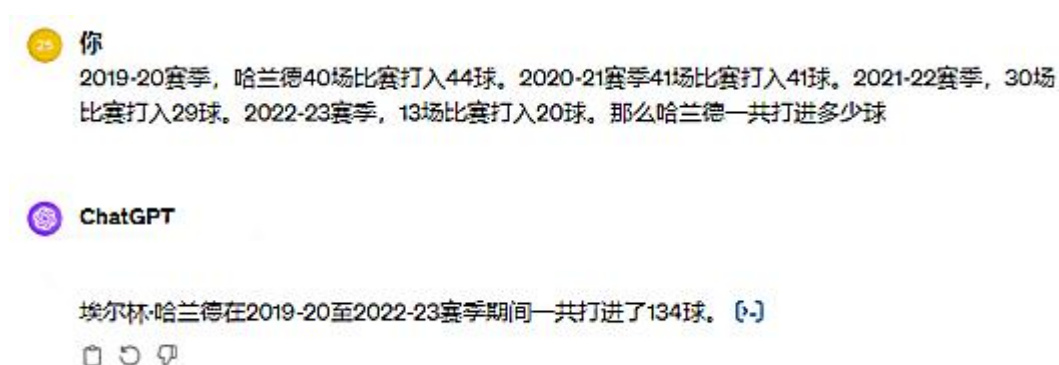 25
你
2019-20赛季，哈兰德40场比赛打入44球。2020-21赛季41场比赛打入41球。2021-22赛季，30场
比赛打入29球。2022-23赛季，13场比赛打入20球。那么哈兰德一共打进多少球
ChatGPT
埃尔林·哈兰德在2019-20至2022-23赛季期间一共打进了134球。 [>-]